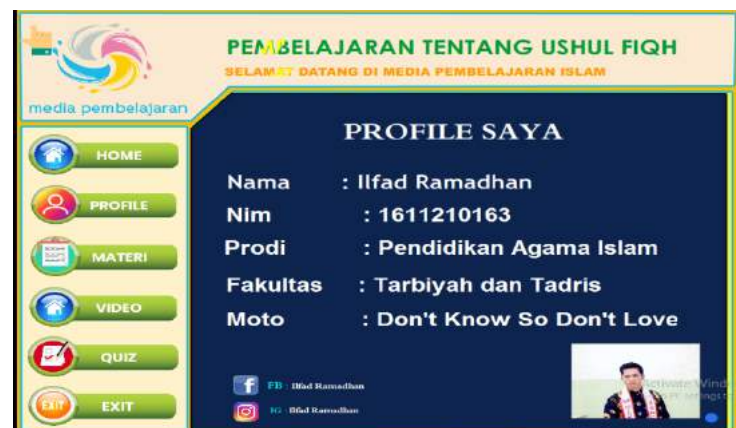 PEMBELAJARAN TENTANG USHUL FIQH
SELAMAT DATANG DI MEDIA PEMBELAJARAN ISLAM
media pembelajaran
HOME
PROFILE
MATERI
VIDEO
QUIZ
EXIT
EXIT
PROFILE SAYA
Nama : Ilfad Ramadhan
Nim : 1611210163
Prodi : Pendidikan Agama Islam
Fakultas : Tarbiyah dan Tadris
Moto : Don't Know So Don't Love
FB : Ilfad Ramadhan
IG : Ilfad Ramadhan
Activate Wind